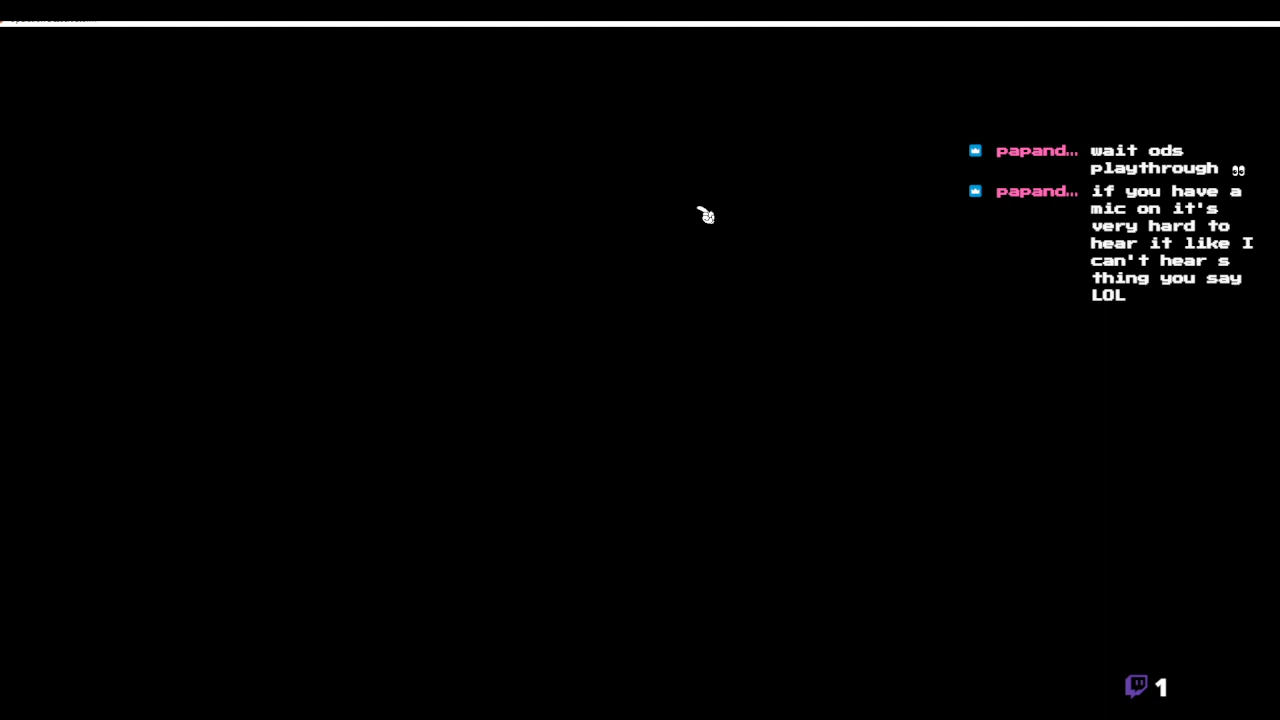 papand... wait ods
playthrough 👀
papand... if you have a
mic on it's
very hard to
hear it like I
can't hear s
thing you say
LOL
1